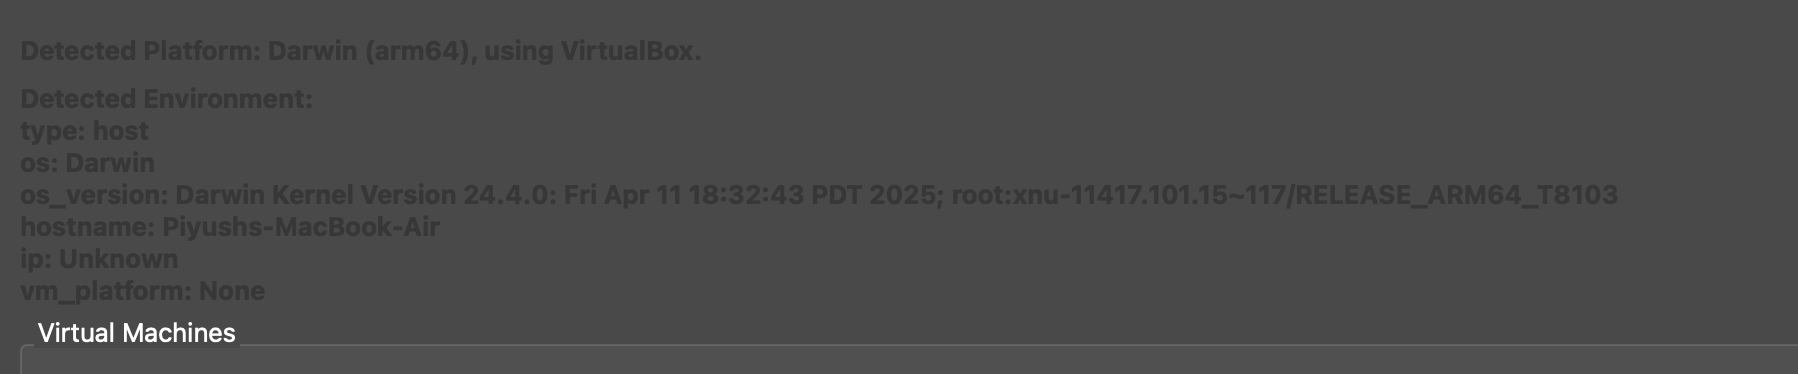 Detected Platform: Darwin (arm64), using VirtualBox.
Detected Environment:
type: host
os: Darwin
os_version: Darwin Kernel Version 24.4.0: Fri Apr 11 18:32:43 PDT 2025; root:xnu-11417.101.15~117/RELEASE_ARM64_T8103
hostname: Piyushs-MacBook-Air
ip: Unknown
vm_platform: None
Virtual Machines